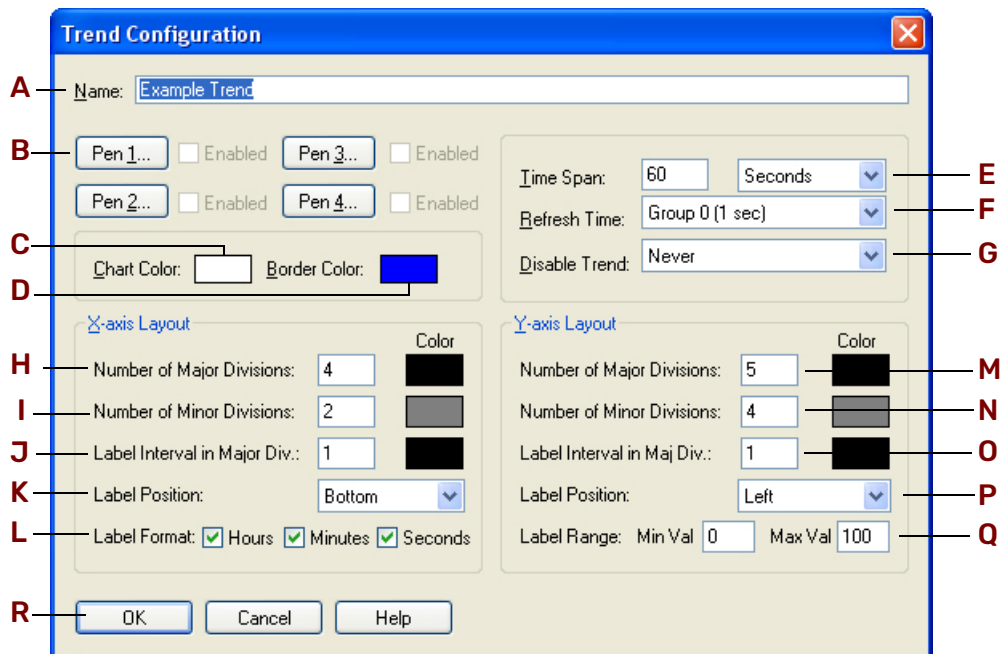 Trend Configuration
A Name: Example Trend
B Pen 1... Enabled Pen 3... Enabled
Pen 2... Enabled Pen 4... Enabled
C
Chart Color: Border Color:
D
Time Span: 60 Seconds E
Refresh Time: Group 0 (1 sec) F
Disable Trend: Never G
X-axis Layout
Color
H Number of Major Divisions: 4
I Number of Minor Divisions: 2
J Label Interval in Major Div.: 1
K Label Position: Bottom
L Label Format: Hours Minutes Seconds
Y-axis Layout
Color
Number of Major Divisions: 5 M
Number of Minor Divisions: 4 N
Label Interval in Maj Div.: 1 O
Label Position: Left P
Label Range: Min Val 0 Max Val 100 Q
R OK Cancel Help